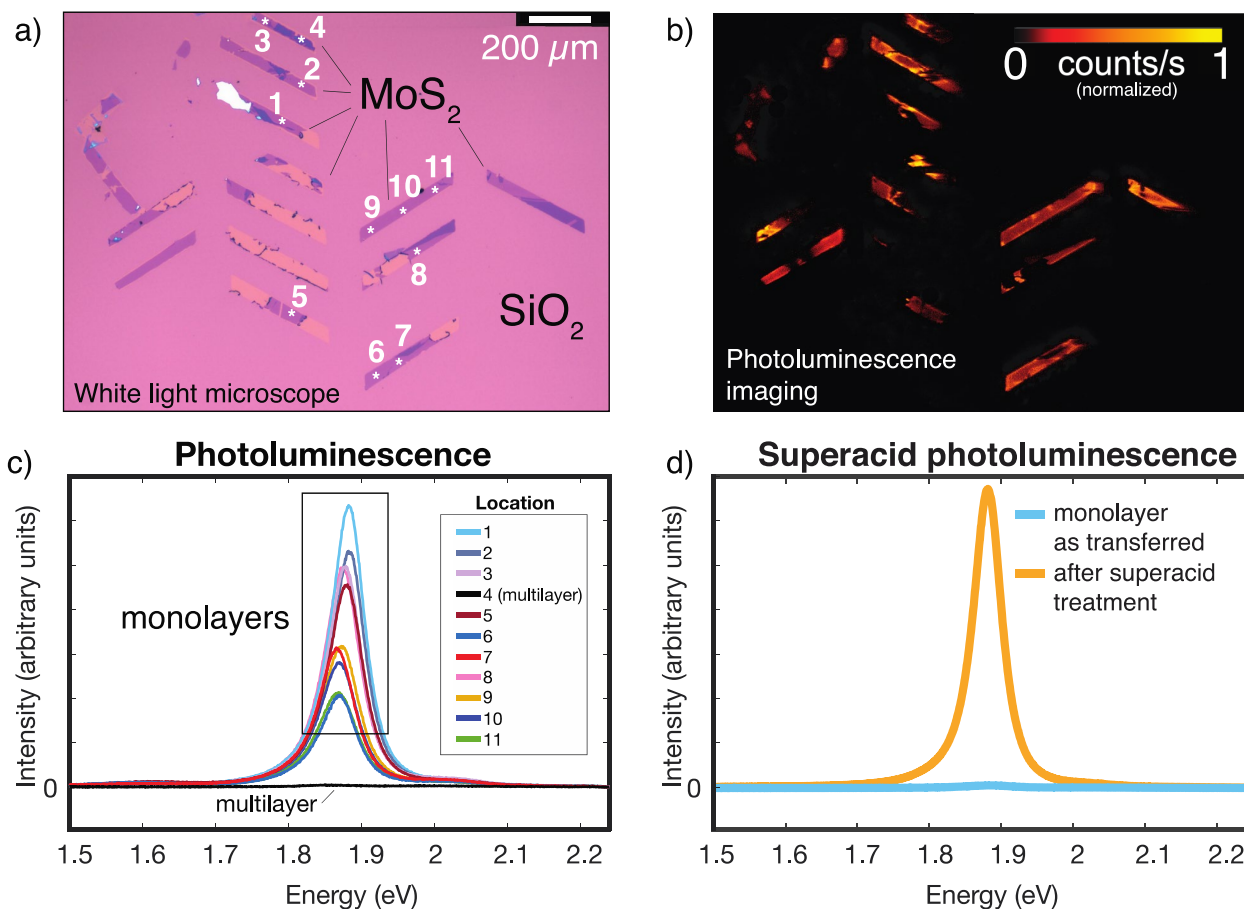 a)
3
4
200 µm
2
MoS2
1
11
10
9
8
5
SiO2
7
6
White light microscope
b)
0 counts/s 1
(normalized)
Photoluminescence
imaging
c)
Photoluminescence
Intensity (arbitrary units)
0
monolayers
multilayer
Location
1
2
3
4 (multilayer)
5
6
7
8
9
10
11
1.5 1.6 1.7 1.8 1.9 2 2.1 2.2
Energy (eV)
d)
Superacid photoluminescence
Intensity (arbitrary units)
0
monolayer
as transferred
after superacid
treatment
1.5 1.6 1.7 1.8 1.9 2 2.1 2.2
Energy (eV)